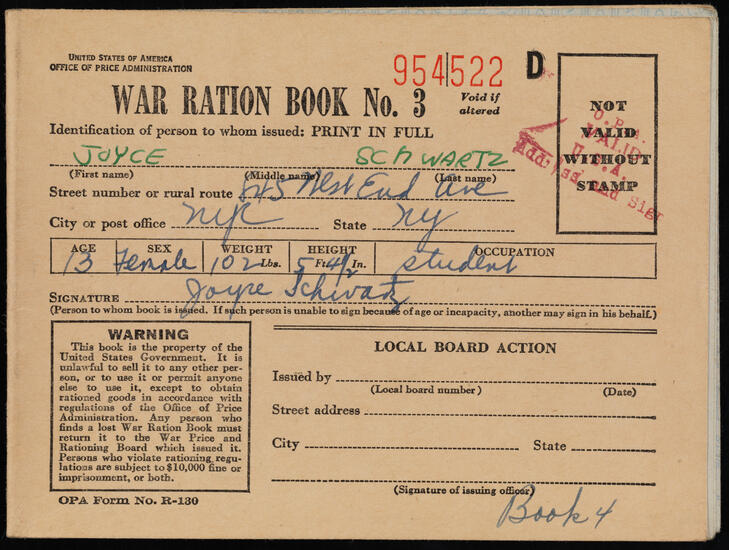 UNITED STATES OF AMERICA
OFFICE OF PRICE ADMINISTRATION
954522 D
WAR RATION BOOK No. 3 Void if altered
Identification of person to whom issued: PRINT IN FULL
JOYCE SCHWARTZ
(First name) (Middle name) (Last name)
Street number or rural route 645 West End Ave
City or post office NYC State NY
AGE SEX WEIGHT HEIGHT OCCUPATION
13 Female 102 Lbs. 5 Ft. 4½ In. student
SIGNATURE Joyce Schwartz
(Person to whom book is issued. If such person is unable to sign because of age or incapacity, another may sign in his behalf.)
NOT
VALID
WITHOUT
STAMP
O.P.A.
VALID
U.S.A.
Address and Sign
WARNING
This book is the property of the
United States Government. It is
unlawful to sell it to any other per-
son, or to use it or permit anyone
else to use it, except to obtain
rationed goods in accordance with
regulations of the Office of Price
Administration. Any person who
finds a lost War Ration Book must
return it to the War Price and
Rationing Board which issued it.
Persons who violate rationing regu-
lations are subject to $10,000 fine or
imprisonment, or both.
OPA Form No. R-130
LOCAL BOARD ACTION
Issued by
(Local board number) (Date)
Street address
City State
(Signature of issuing officer)
Book 4